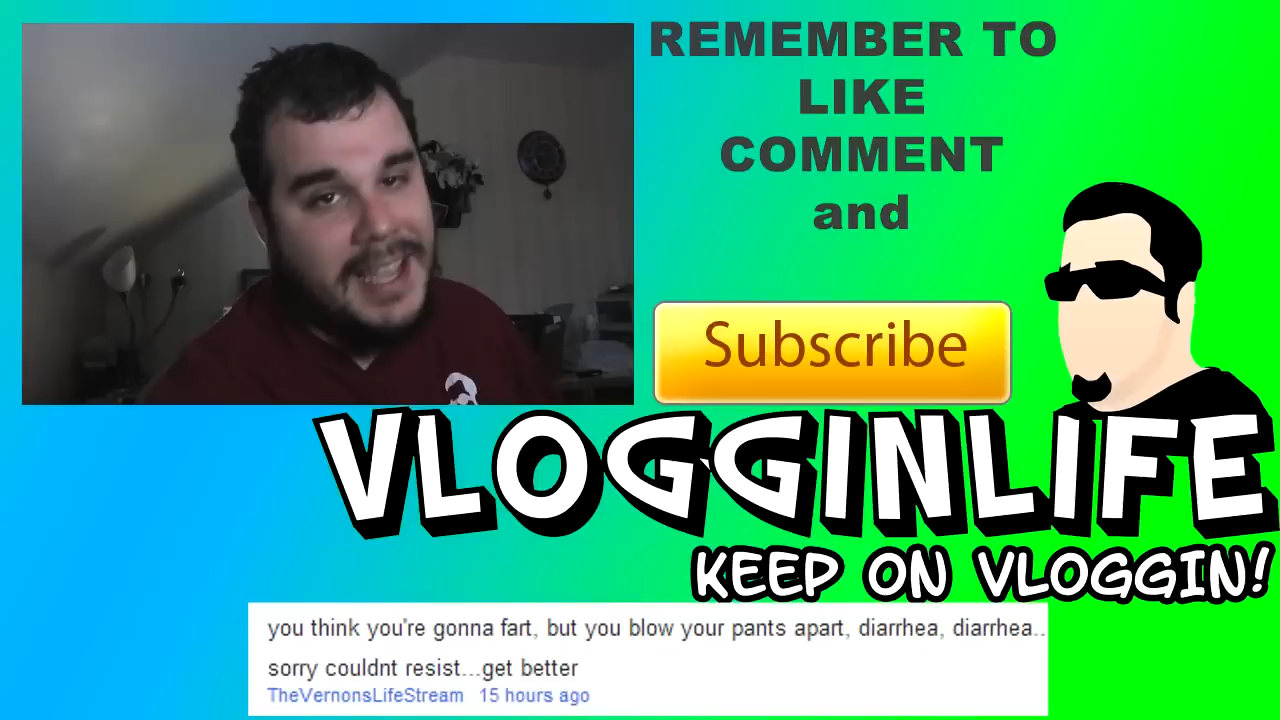 REMEMBER TO
LIKE
COMMENT
and
Subscribe
VLOGGINLIFE
KEEP ON VLOGGIN!
you think you're gonna fart, but you blow your pants apart, diarrhea, diarrhea..
sorry couldnt resist...get better
TheVernonsLifeStream 15 hours ago